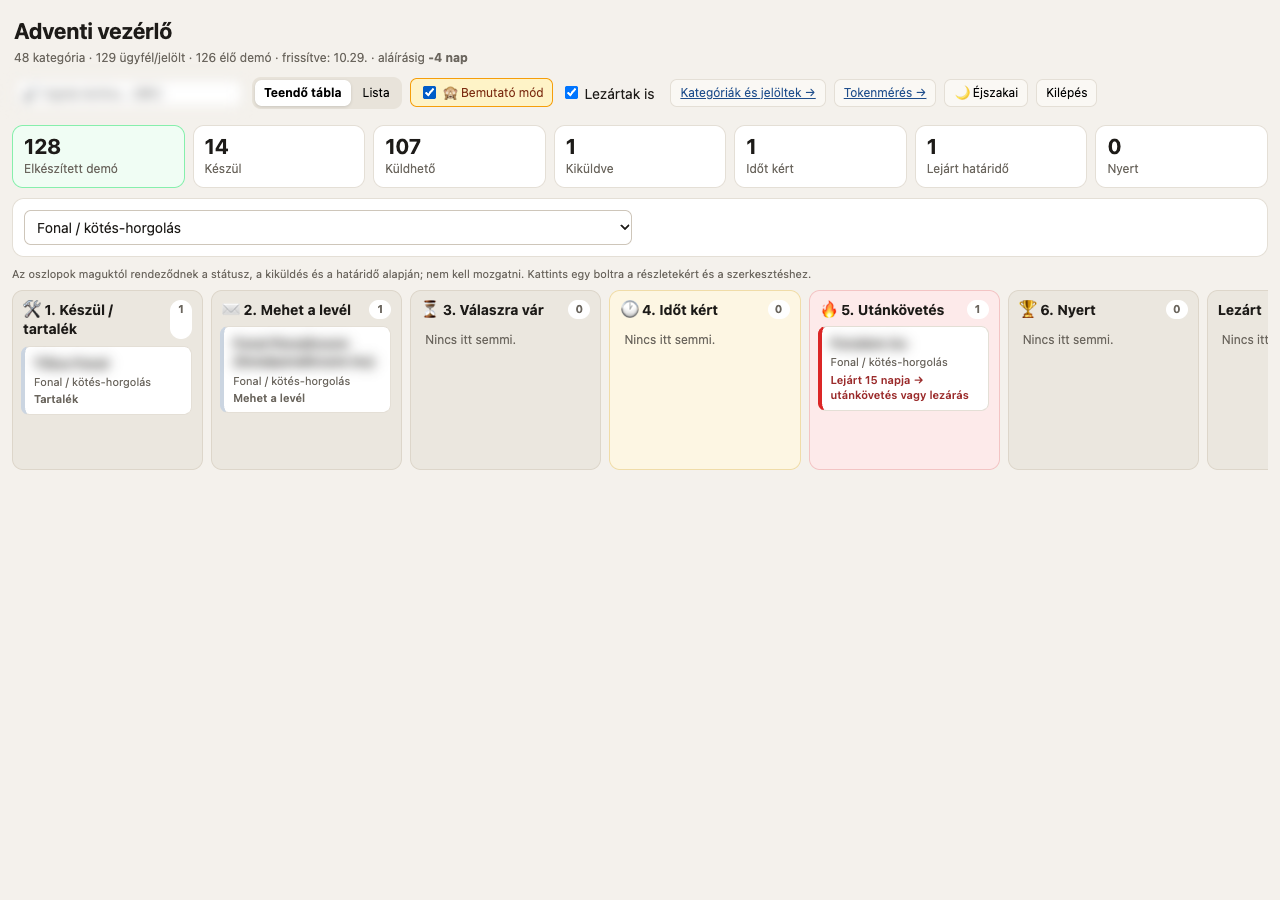 Adventi vezérlő
48 kategória · 129 ügyfél/jelölt · 126 élő demó · frissítve: 10.29. · aláírásig -4 nap
Teendő tábla Lista 🙈 Bemutató mód Lezártak is Kategóriák és jelöltek → Tokenmérés → 🌙 Éjszakai Kilépés
128 14 107 1 1 1 0
Elkészített demó Készül Küldhető Kiküldve Időt kért Lejárt határidő Nyert
Fonal / kötés-horgolás
Az oszlopok maguktól rendeződnek a státusz, a kiküldés és a határidő alapján; nem kell mozgatni. Kattints egy boltra a részletekért és a szerkesztéshez.
🛠️ 1. Készül / tartalék 1
Fonal / kötés-horgolás
Tartalék
✉️ 2. Mehet a levél 1
Fonal / kötés-horgolás
Mehet a levél
⏳ 3. Válaszra vár 0
Nincs itt semmi.
🕐 4. Időt kért 0
Nincs itt semmi.
🔥 5. Utánkövetés 1
Fonal / kötés-horgolás
Lejárt 15 napja →
utánkövetés vagy lezárás
🏆 6. Nyert 0
Nincs itt semmi.
Lezárt
Nincs itt